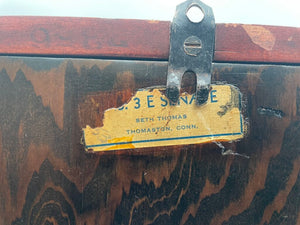 3 E SENATE
SETH THOMAS
THOMASTON, CONN.